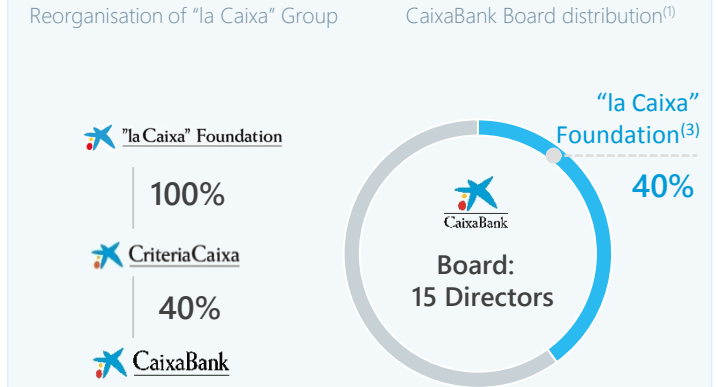 Reorganisation of “la Caixa” Group
"la Caixa" Foundation
100%
CriteriaCaixa
40%
CaixaBank
CaixaBank Board distribution(1)
“la Caixa”
Foundation(3)
40%
CaixaBank
Board:
15 Directors